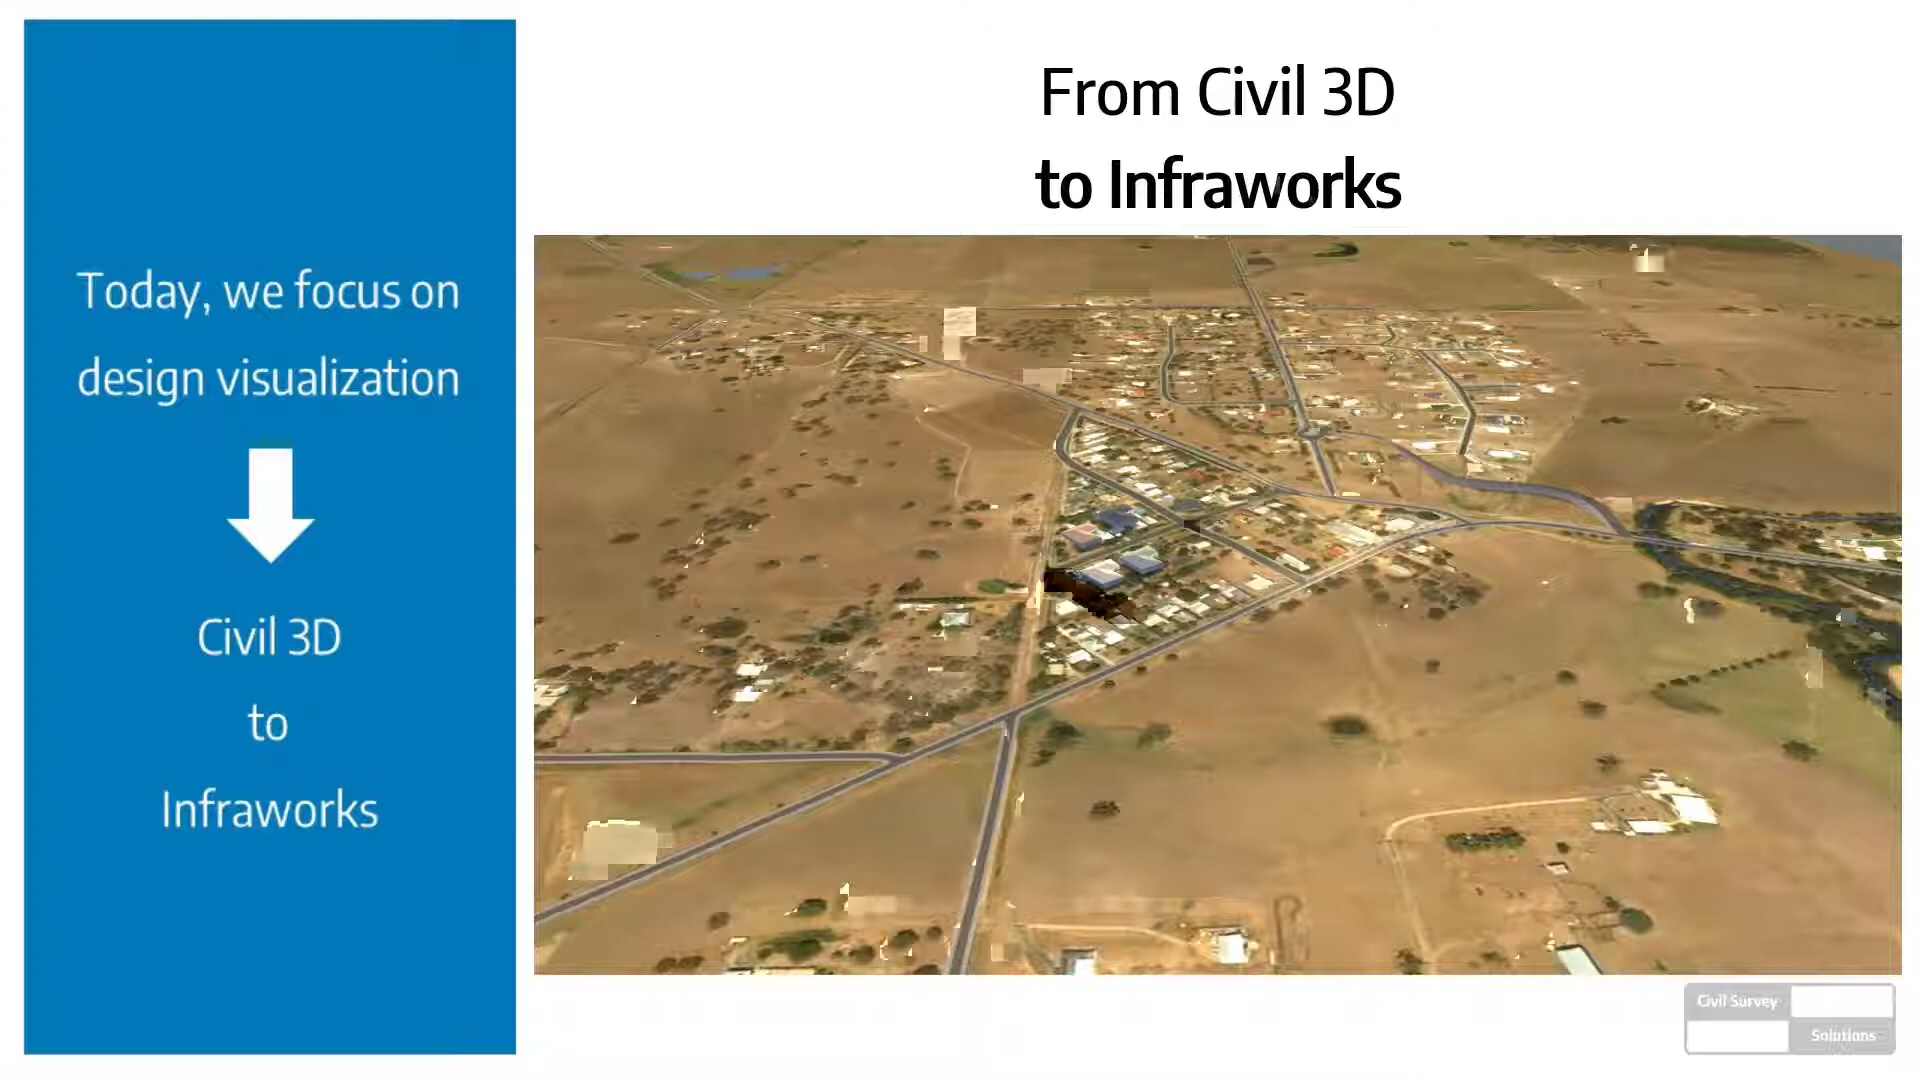 Today, we focus on
design visualization
Civil 3D
to
Infraworks
From Civil 3D
to Infraworks
Civil Survey
Solutions